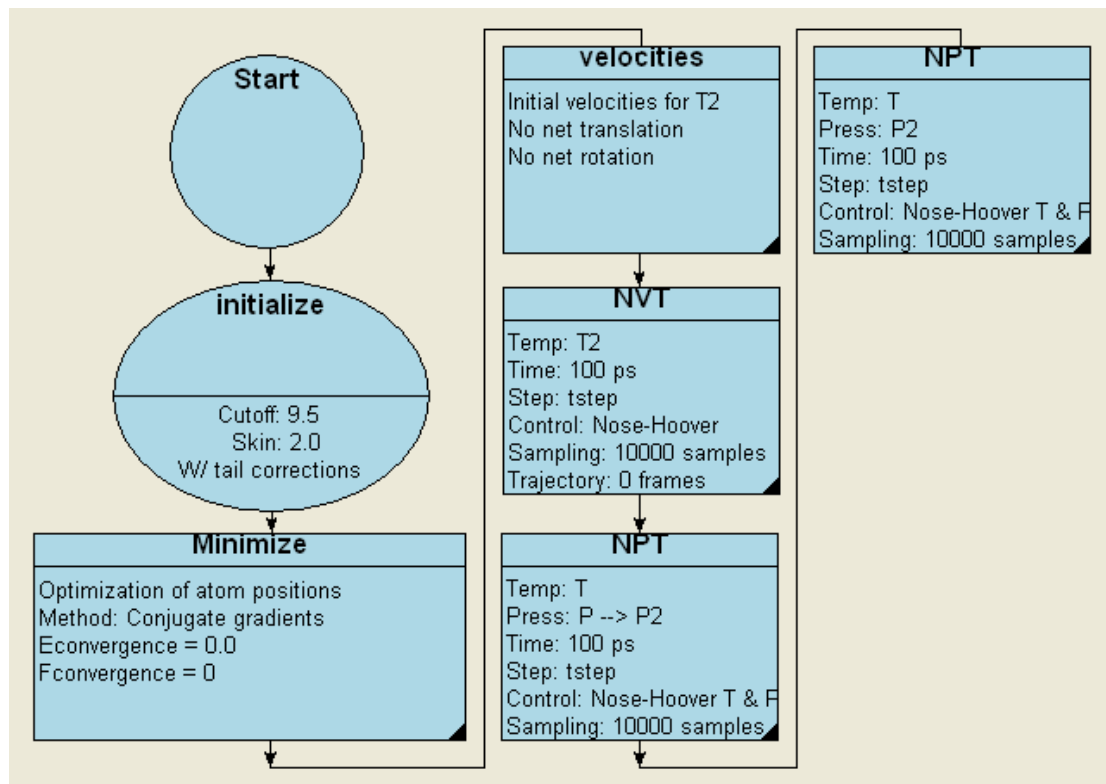 Start
initialize
Cutoff: 9.5
Skin: 2.0
W/ tail corrections
Minimize
Optimization of atom positions
Method: Conjugate gradients
Econvergence = 0.0
Fconvergence = 0
velocities
Initial velocities for T2
No net translation
No net rotation
NVT
Temp: T2
Time: 100 ps
Step: tstep
Control: Nose-Hoover
Sampling: 10000 samples
Trajectory: 0 frames
NPT
Temp: T
Press: P --> P2
Time: 100 ps
Step: tstep
Control: Nose-Hoover T &
Sampling: 10000 samples
NPT
Temp: T
Press: P2
Time: 100 ps
Step: tstep
Control: Nose-Hoover T &
Sampling: 10000 samples